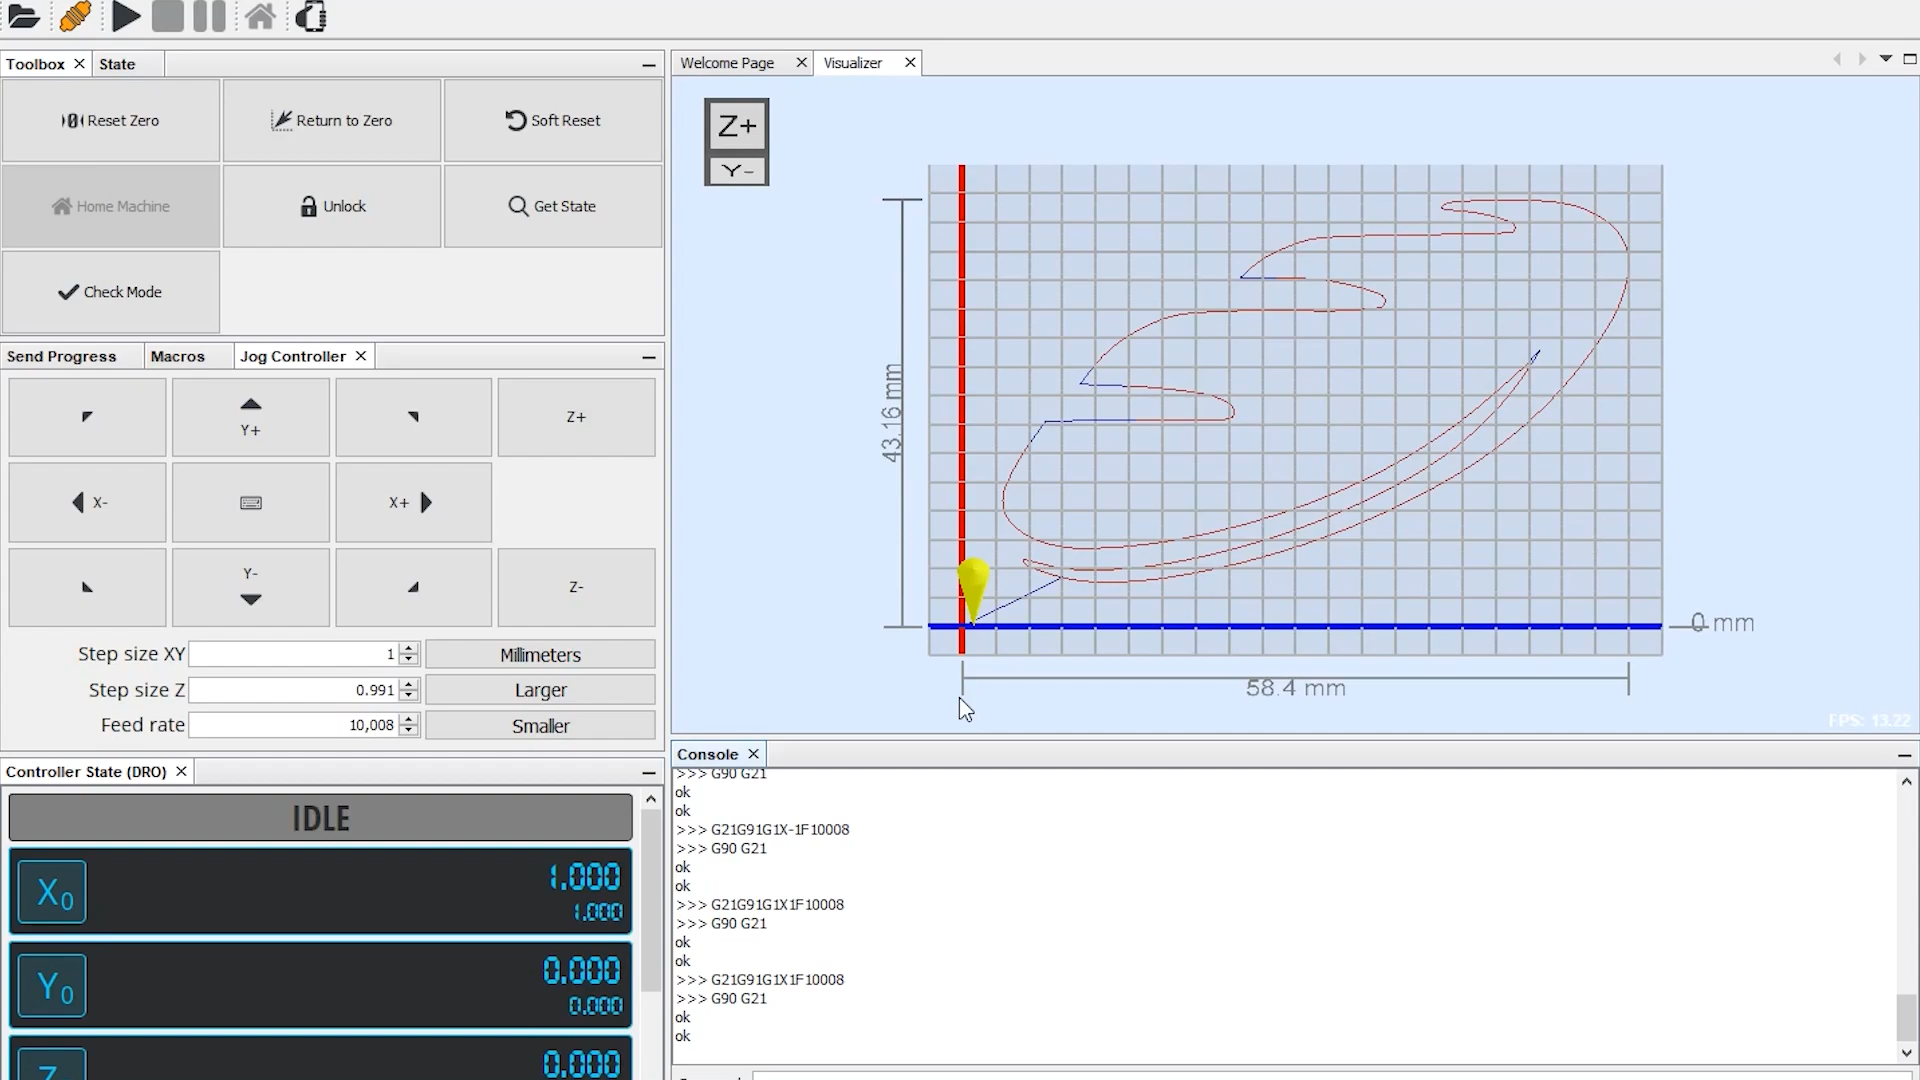 Toolbox
State
Reset Zero
Return to Zero
Soft Reset
Home Machine
Unlock
Get State
Check Mode
Send Progress
Macros
Jog Controller
Y+
Z+
X-
X+
Y-
Z-
Step size XY 1 Millimeters
Step size Z 0.991 Larger
Feed rate 10,008 Smaller
Controller State (DRO)
IDLE
X0 1.000
1.000
Y0 0.000
0.000
Z 0.000
Welcome Page
Visualizer
Z+
Y-
43.16 mm
0 mm
58.4 mm
FPS: 13.22
Console
>>> G90 G21
ok
ok
>>> G21G91G1X-1F10008
>>> G90 G21
ok
ok
>>> G21G91G1X1F10008
>>> G90 G21
ok
ok
>>> G21G91G1X1F10008
>>> G90 G21
ok
ok